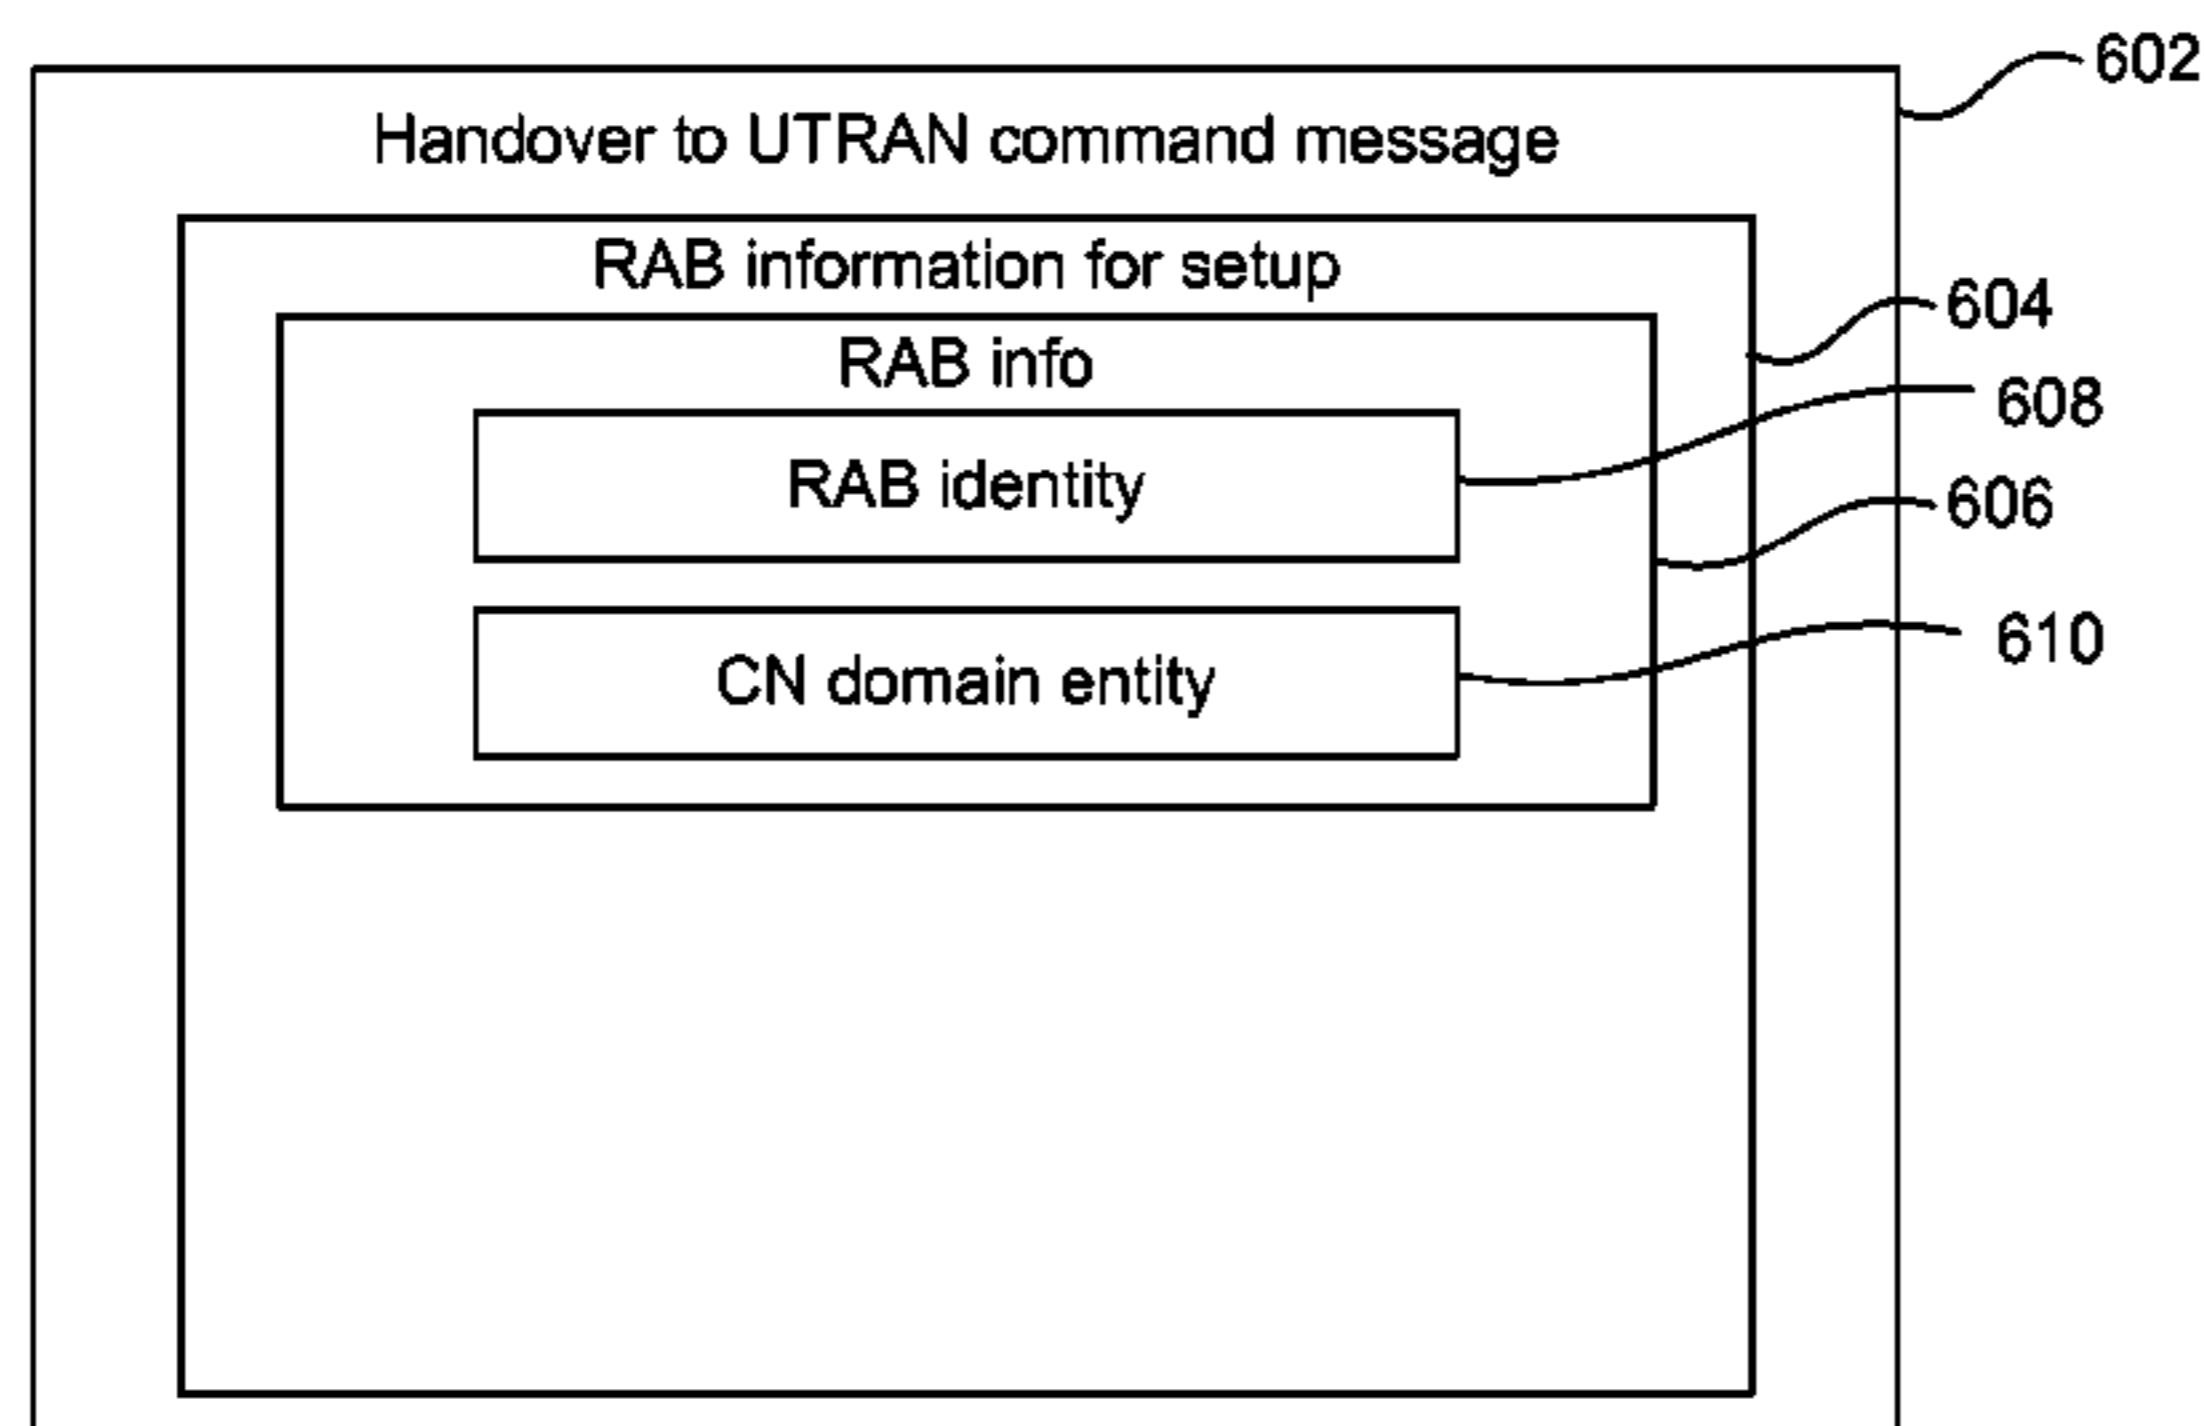 602
Handover to UTRAN command message
RAB information for setup
604
RAB info
608
RAB identity
606
610
CN domain entity